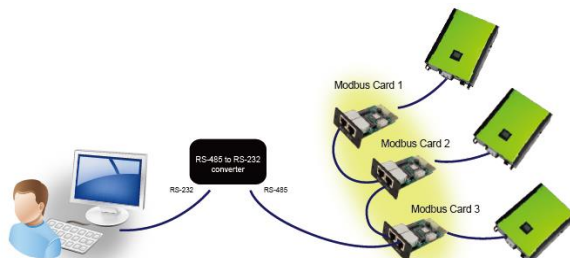 Modbus Card 1
Modbus Card 2
RS-485 to RS-232
converter
RS-232
RS-485
Modbus Card 3